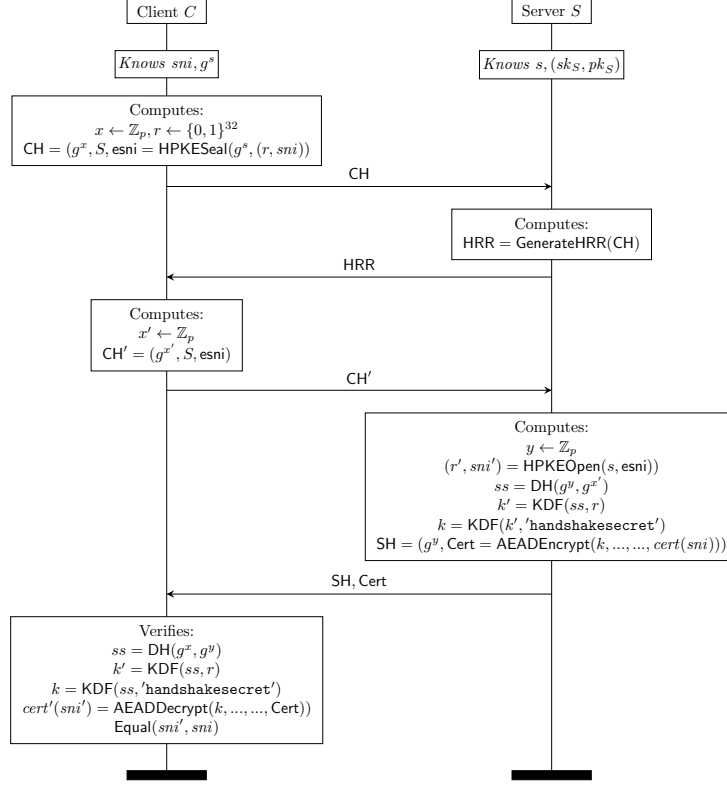 Client C
Server S
Knows sni, g^s
Knows s, (sk_S, pk_S)
Computes:
x ← ℤ_p, r ← {0, 1}^32
CH = (g^x, S, esni = HPKESeal(g^s, (r, sni))
CH
Computes:
HRR = GenerateHRR(CH)
HRR
Computes:
x′ ← ℤ_p
CH′ = (g^x′, S, esni)
CH′
Computes:
y ← ℤ_p
(r′, sni′) = HPKEOpen(s, esni))
ss = DH(g^y, g^x′)
k′ = KDF(ss, r)
k = KDF(k′, 'handshakesecret')
SH = (g^y, Cert = AEADEncrypt(k, ..., ..., cert(sni)))
SH, Cert
Verifies:
ss = DH(g^x, g^y)
k′ = KDF(ss, r)
k = KDF(ss, 'handshakesecret')
cert′(sni′) = AEADDecrypt(k, ..., ..., Cert))
Equal(sni′, sni)